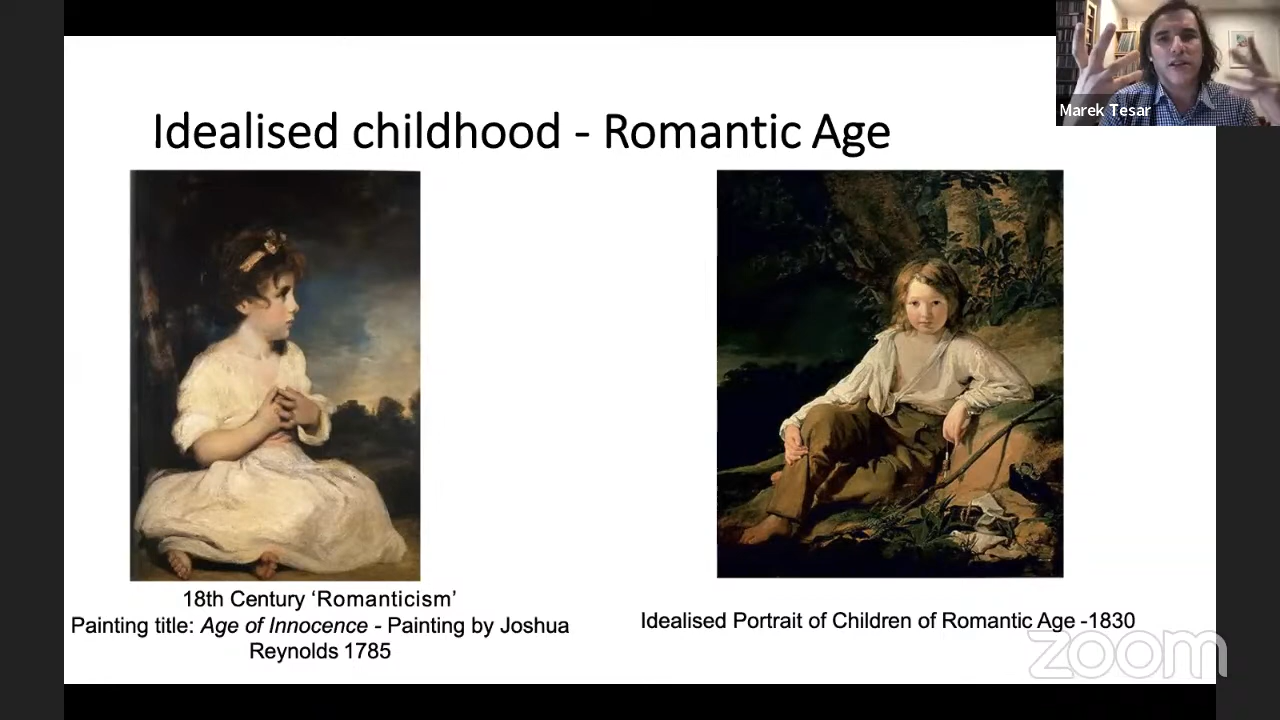 Marek Tesar
Idealised childhood - Romantic Age
18th Century ‘Romanticism’
Painting title: Age of Innocence - Painting by Joshua
Reynolds 1785
Idealised Portrait of Children of Romantic Age -1830
zoom